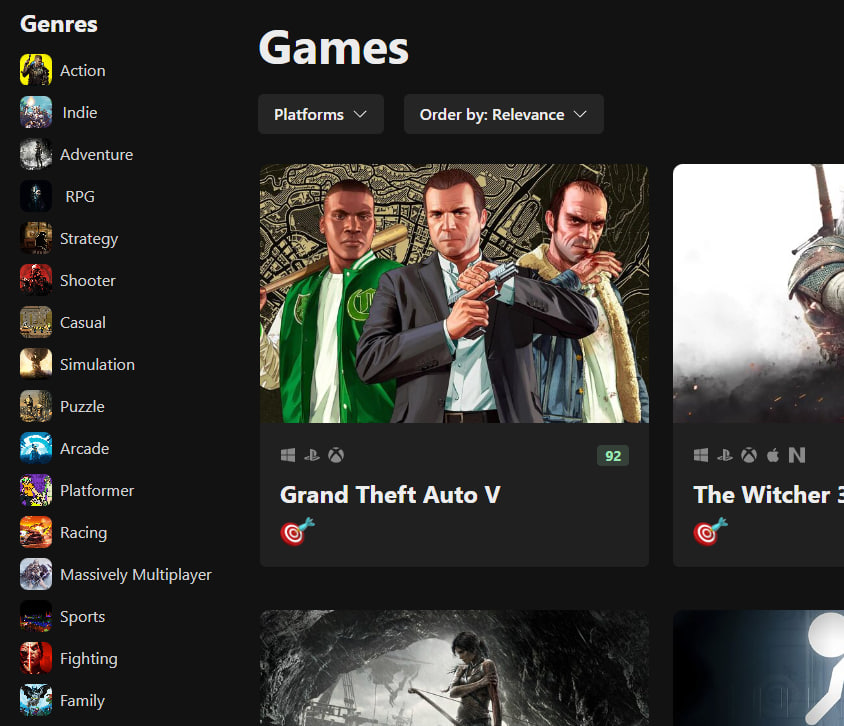 Genres
Action
Indie
Adventure
RPG
Strategy
Shooter
Casual
Simulation
Puzzle
Arcade
Platformer
Racing
Massively Multiplayer
Sports
Fighting
Family
Games
Platforms
Order by: Relevance
92
Grand Theft Auto V
The Witcher 3